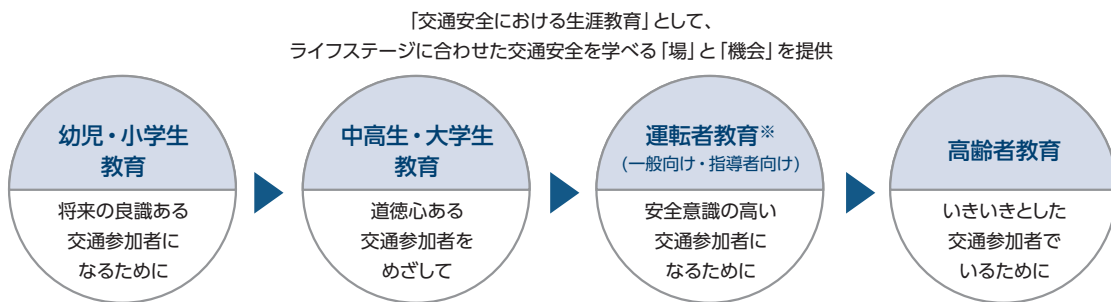 「交通安全における生涯教育」として、
ライフステージに合わせた交通安全を学べる「場」と「機会」を提供
幼児・小学生
教育
将来の良識ある
交通参加者に
なるために
中高生・大学生
教育
道徳心ある
交通参加者を
めざして
運転者教育※
(一般向け・指導者向け)
安全意識の高い
交通参加者に
なるために
高齢者教育
いきいきとした
交通参加者で
いるために